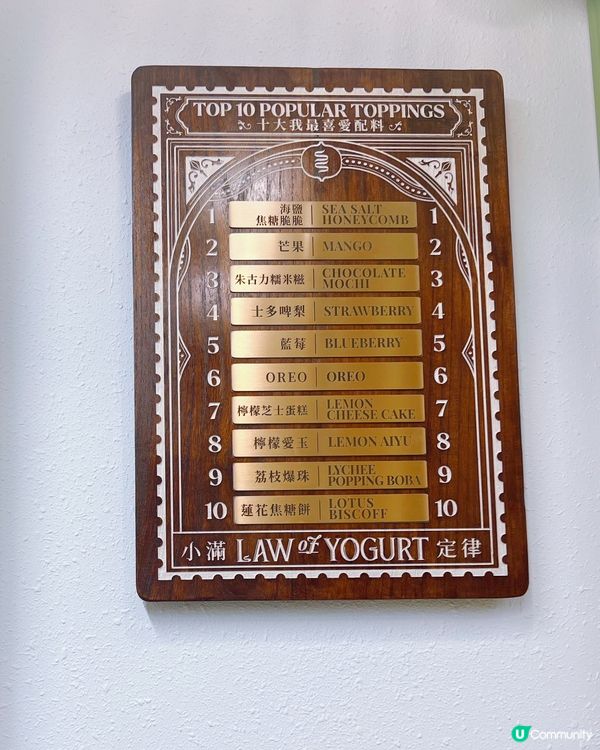 TOP 10 POPULAR TOPPINGS
十大我最喜愛配料
1 海鹽 焦糖脆脆 SEA SALT HONEYCOMB 1
2 芒果 MANGO 2
3 朱古力糯米糍 CHOCOLATE MOCHI 3
4 士多啤梨 STRAWBERRY 4
5 藍莓 BLUEBERRY 5
6 OREO OREO 6
7 檸檬芝士蛋糕 LEMON CHEESE CAKE 7
8 檸檬愛玉 LEMON AIYU 8
9 荔枝爆珠 LYCHEE POPPING BOBA 9
10 蓮花焦糖餅 LOTUS BISCOFF 10
小滿 LAW of YOGURT 定律
U Community